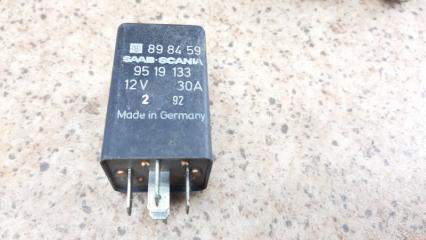 89 84 59
SAAB-SCANIA
95 19 133
12V 30A
2 92
Made in Germany